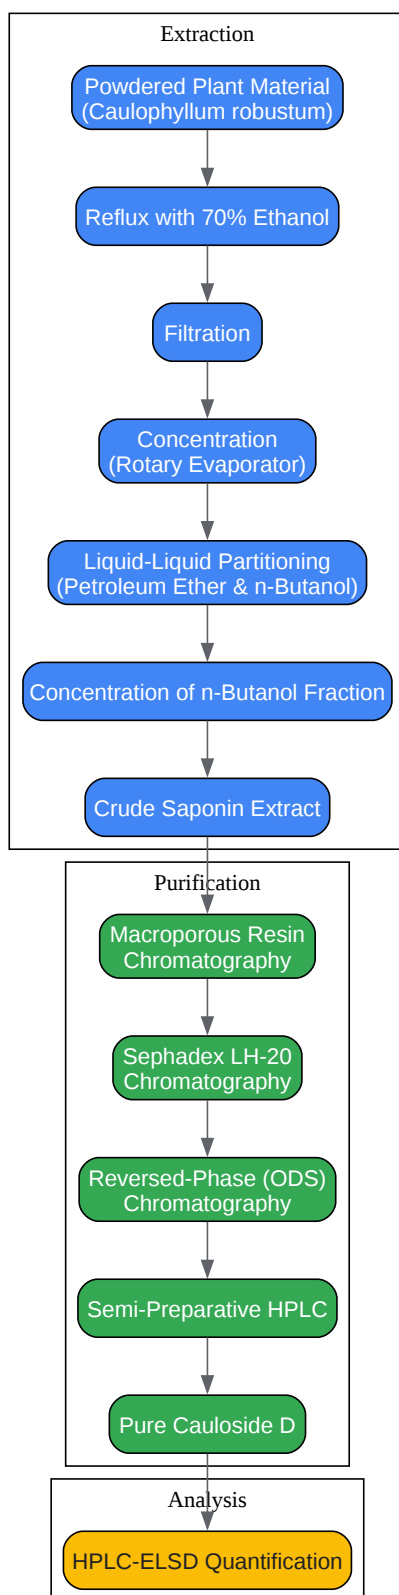 Extraction
Powdered Plant Material
(Caulophyllum robustum)
Reflux with 70% Ethanol
Filtration
Concentration
(Rotary Evaporator)
Liquid-Liquid Partitioning
(Petroleum Ether & n-Butanol)
Concentration of n-Butanol Fraction
Crude Saponin Extract
Purification
Macroporous Resin
Chromatography
Sephadex LH-20
Chromatography
Reversed-Phase (ODS)
Chromatography
Semi-Preparative HPLC
Pure Cauloside D
Analysis
HPLC-ELSD Quantification